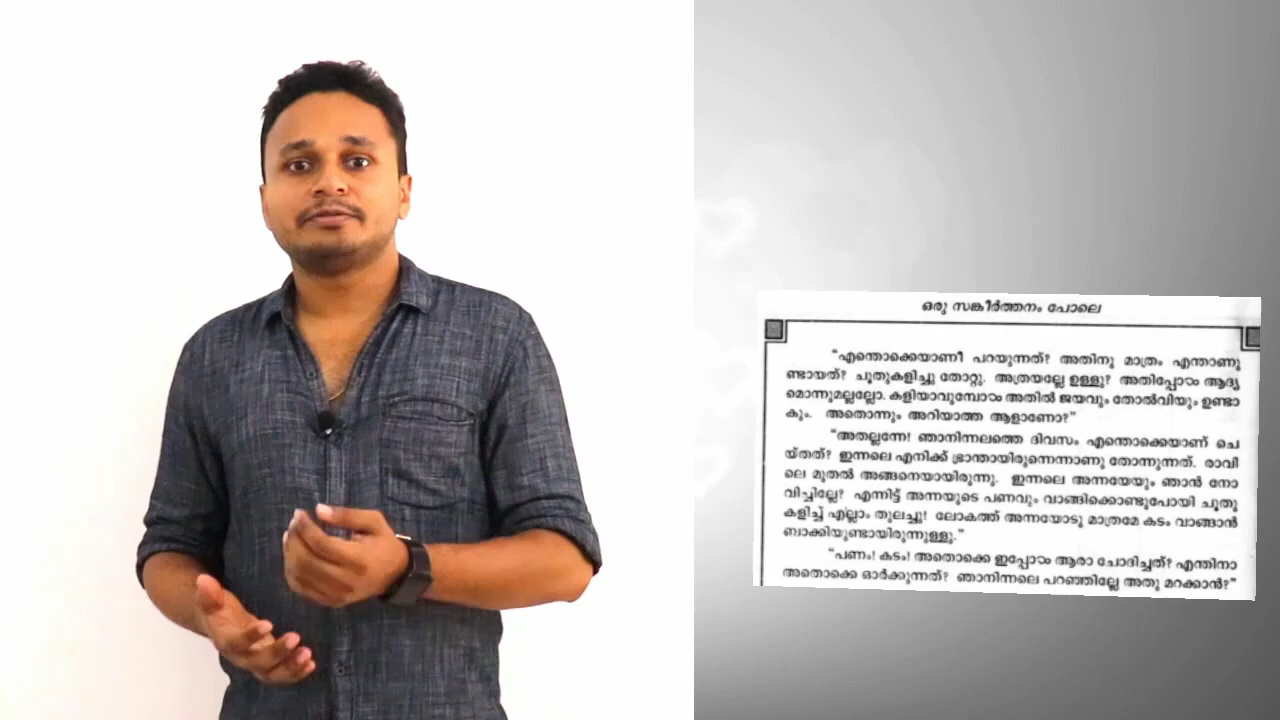 ഒരു സങ്കീർത്തനം പോലെ
“എന്തൊക്കെയാണീ പറയുന്നത്? അതിനു മാത്രം എന്താണു
ണ്ടായത്? ചൂതുകളിച്ചു തോറ്റു. അത്രയല്ലേ ഉള്ളൂ? അതിപ്പോൾ ആദ്യ
മൊന്നുമല്ലല്ലോ. കളിയാവുമ്പോൾ അതിൽ ജയവും തോൽവിയും ഉണ്ടാ
കും. അതൊന്നും അറിയാത്ത ആളാണോ?”
“അതല്ലന്നേ! ഞാനിന്നലത്തെ ദിവസം എന്തൊക്കെയാണ് ചെ
യ്തത്? ഇന്നലെ എനിക്ക് ഭ്രാന്തായിരുന്നെന്നാണു തോന്നുന്നത്. രാവി
ലെ മുതൽ അങ്ങനെയായിരുന്നു. ഇന്നലെ അന്നയേയും ഞാൻ നോ
വിച്ചില്ലേ? എന്നിട്ട് അന്നയുടെ പണവും വാങ്ങിക്കൊണ്ടുപോയി ചൂതു
കളിച്ച് എല്ലാം തുലച്ചു! ലോകത്ത് അന്നയോടു മാത്രമേ കടം വാങ്ങാൻ
ബാക്കിയുണ്ടായിരുന്നുള്ളു.”
“പണം! കടം! അതൊക്കെ ഇപ്പോൾ ആരാ ചോദിച്ചത്? എന്തിനാ
അതൊക്കെ ഓർക്കുന്നത്? ഞാനിന്നലെ പറഞ്ഞില്ലേ അതു മറക്കാൻ?”